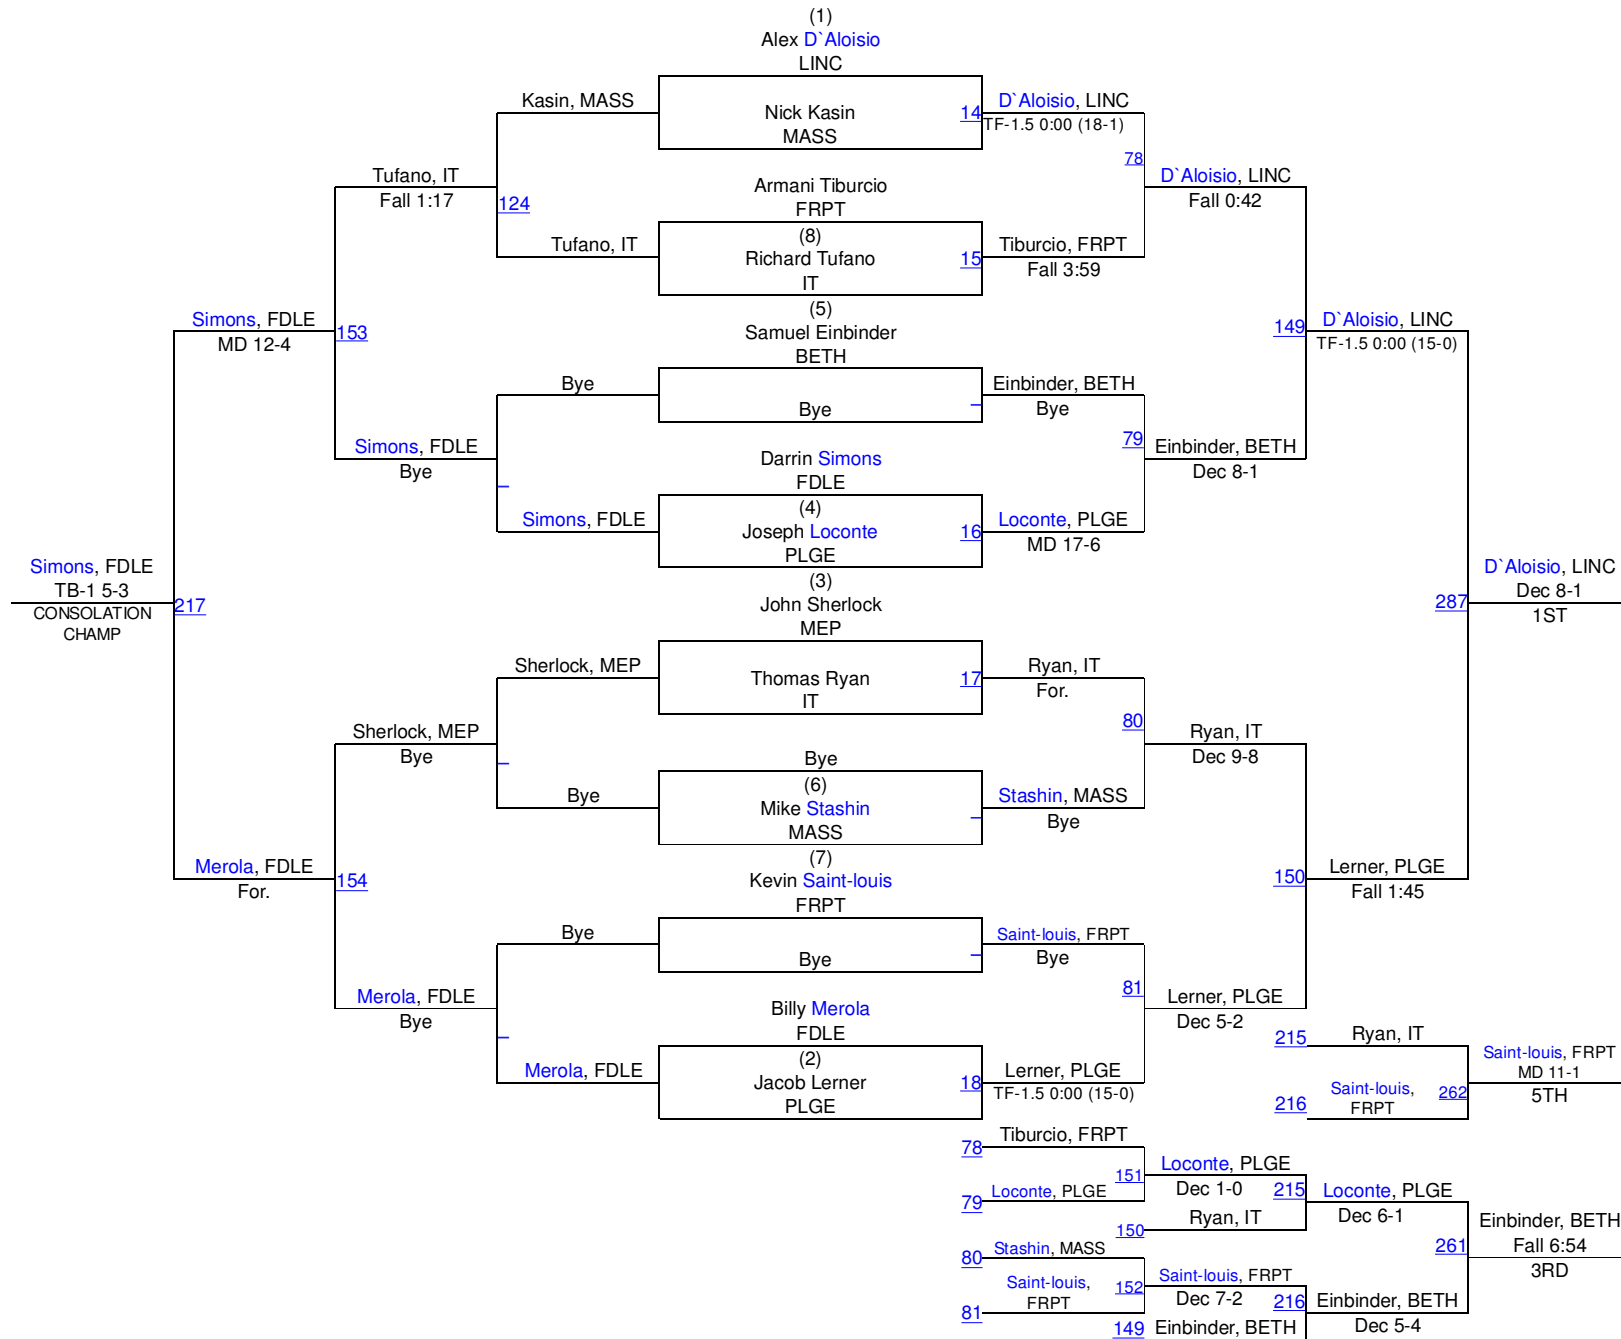 (1)
Alex D`Aloisio
LINC
Kasin, MASS
Nick Kasin
MASS
14
D`Aloisio, LINC
TF-1.5 0:00 (18-1)
78
Tufano, IT
Fall 1:17
124
Armani Tiburcio
FRPT
D`Aloisio, LINC
Fall 0:42
Tufano, IT
(8)
Richard Tufano
IT
15
Tiburcio, FRPT
Fall 3:59
Simons, FDLE
MD 12-4
153
(5)
Samuel Einbinder
BETH
149
D`Aloisio, LINC
TF-1.5 0:00 (15-0)
Bye
Bye
Einbinder, BETH
Bye
79
Simons, FDLE
Bye
Darrin Simons
FDLE
Einbinder, BETH
Dec 8-1
Simons, FDLE
(4)
Joseph Loconte
PLGE
16
Loconte, PLGE
MD 17-6
Simons, FDLE
TB-1 5-3
CONSOLATION
CHAMP
217
(3)
John Sherlock
MEP
287
D`Aloisio, LINC
Dec 8-1
1ST
Sherlock, MEP
Thomas Ryan
IT
17
Ryan, IT
For.
80
Sherlock, MEP
Bye
Bye
Ryan, IT
Dec 9-8
Bye
(6)
Mike Stashin
MASS
Stashin, MASS
Bye
Merola, FDLE
For.
154
(7)
Kevin Saint-louis
FRPT
150
Lerner, PLGE
Fall 1:45
Bye
Bye
Saint-louis, FRPT
Bye
81
Merola, FDLE
Bye
Billy Merola
FDLE
Lerner, PLGE
Dec 5-2
Merola, FDLE
(2)
Jacob Lerner
PLGE
18
Lerner, PLGE
TF-1.5 0:00 (15-0)
215
Ryan, IT
216
Saint-louis,
FRPT
262
Saint-louis, FRPT
MD 11-1
5TH
78
Tiburcio, FRPT
79
Loconte, PLGE
151
Loconte, PLGE
Dec 1-0
150
Ryan, IT
215
Loconte, PLGE
Dec 6-1
80
Stashin, MASS
81
Saint-louis,
FRPT
152
Saint-louis, FRPT
Dec 7-2
149
Einbinder, BETH
216
Einbinder, BETH
Dec 5-4
261
Einbinder, BETH
Fall 6:54
3RD